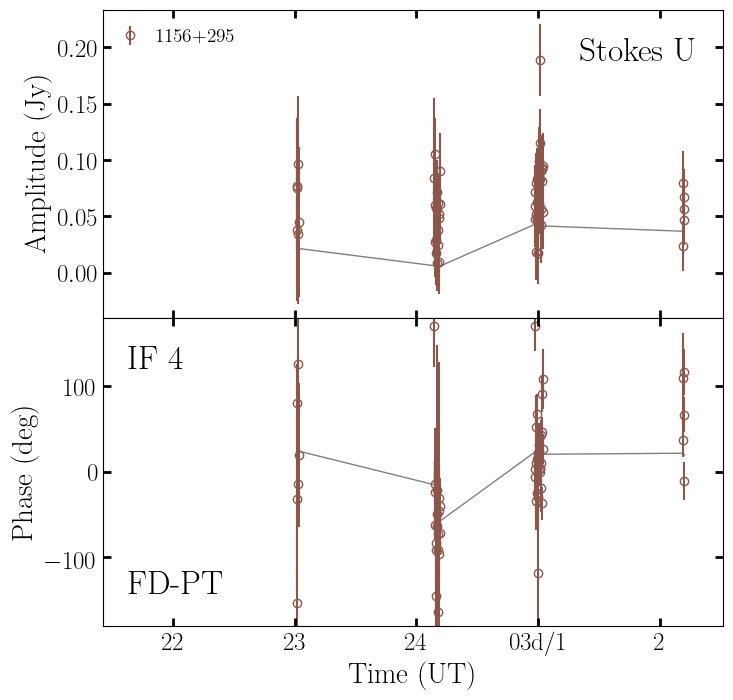 1156+295
Stokes U
0.20
0.15
0.10
0.05
0.00
Amplitude (Jy)
IF 4
100
0
−100
Phase (deg)
FD-PT
22 23 24 03d/1 2
Time (UT)